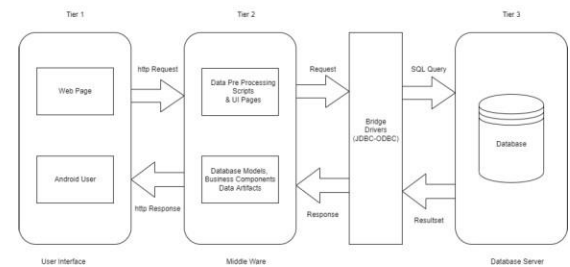 Tier 1
Tier 2
Tier 3
http Request
Request
SQL Query
Web Page
Data Pre Processing
Scripts
& UI Pages
Bridge
Drivers
(JDBC-ODBC)
Database
Android User
Database Models,
Business Components
Data Artifacts
http Response
Response
Resultset
User Interface
Middle Ware
Database Server